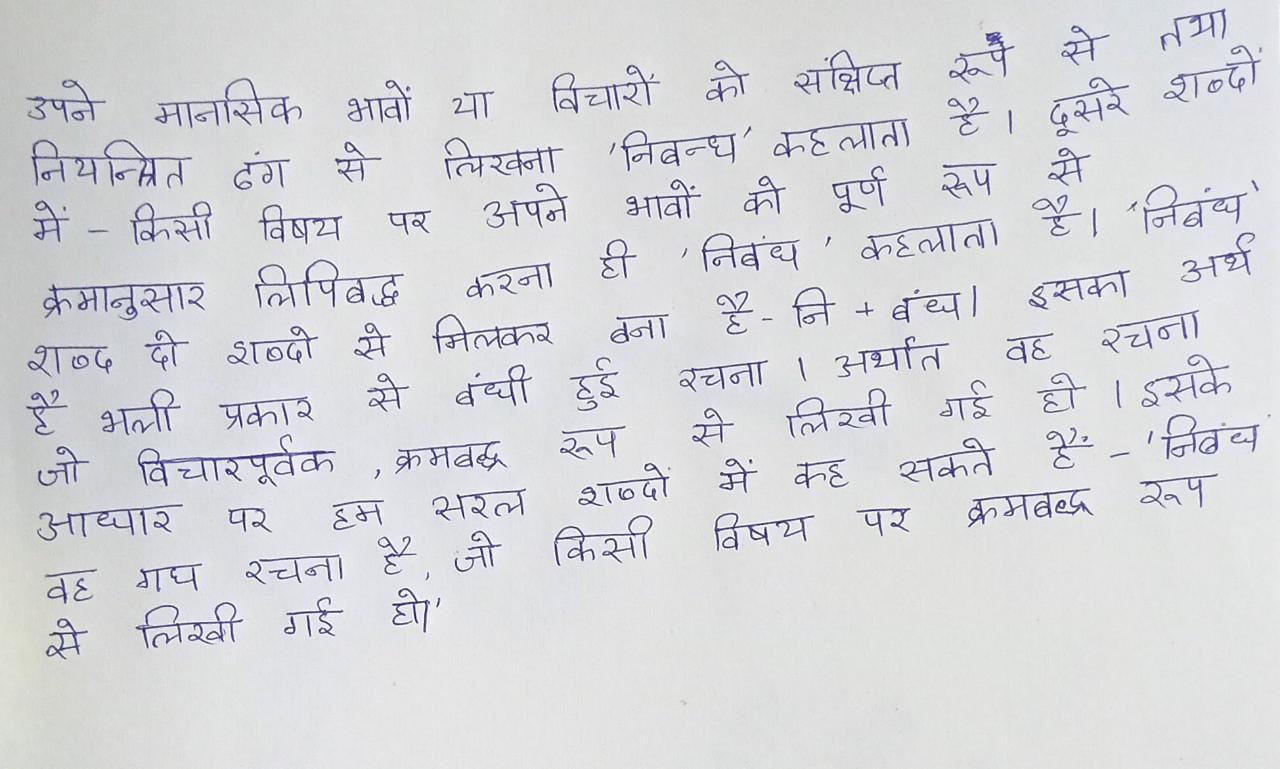 उपने मानसिक भावों या विचारों को संक्षिप्त रूप से तथा
नियन्त्रित ढंग से लिखना 'निबन्ध' कहलाता है। दूसरे शब्दों
में - किसी विषय पर अपने भावों को पूर्ण रूप से
क्रमानुसार लिपिबद्ध करना ही 'निबंध' कहलाता है। 'निबंध'
शब्द दो शब्दो से मिलकर बना है - नि + बंध। इसका अर्थ
है भली प्रकार से बंधी हुई रचना । अर्थात वह रचना
जो विचारपूर्वक , क्रमबद्ध रूप से लिखी गई हो । इसके
आधार पर हम सरल शब्दों में कह सकते हैं - 'निबंध
वह गघ रचना है, जो किसी विषय पर क्रमबद्ध रूप
से लिखी गई हो।'